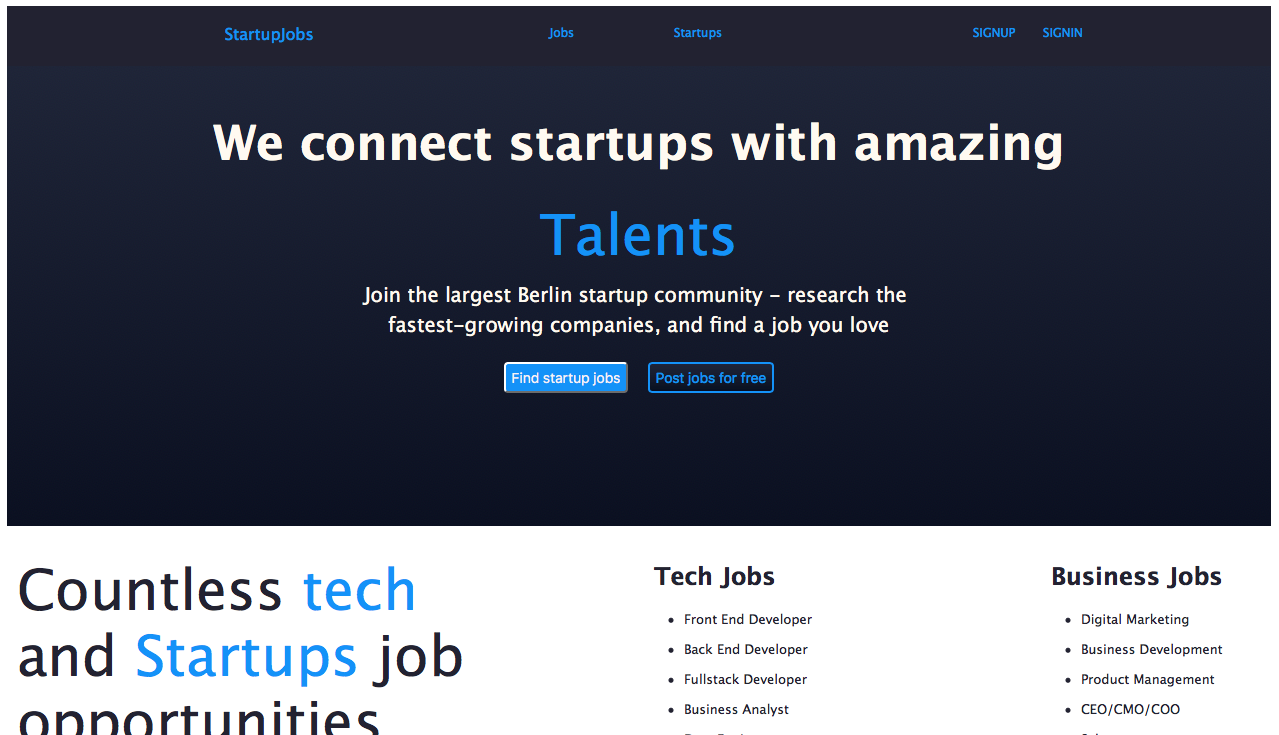 StartupJobs
Jobs
Startups
SIGNUP
SIGNIN
We connect startups with amazing
Talents
Join the largest Berlin startup community – research the
fastest-growing companies, and find a job you love
Find startup jobs
Post jobs for free
Countless tech
and Startups job
opportunities
Tech Jobs
Front End Developer
Back End Developer
Fullstack Developer
Business Analyst
Business Jobs
Digital Marketing
Business Development
Product Management
CEO/CMO/COO